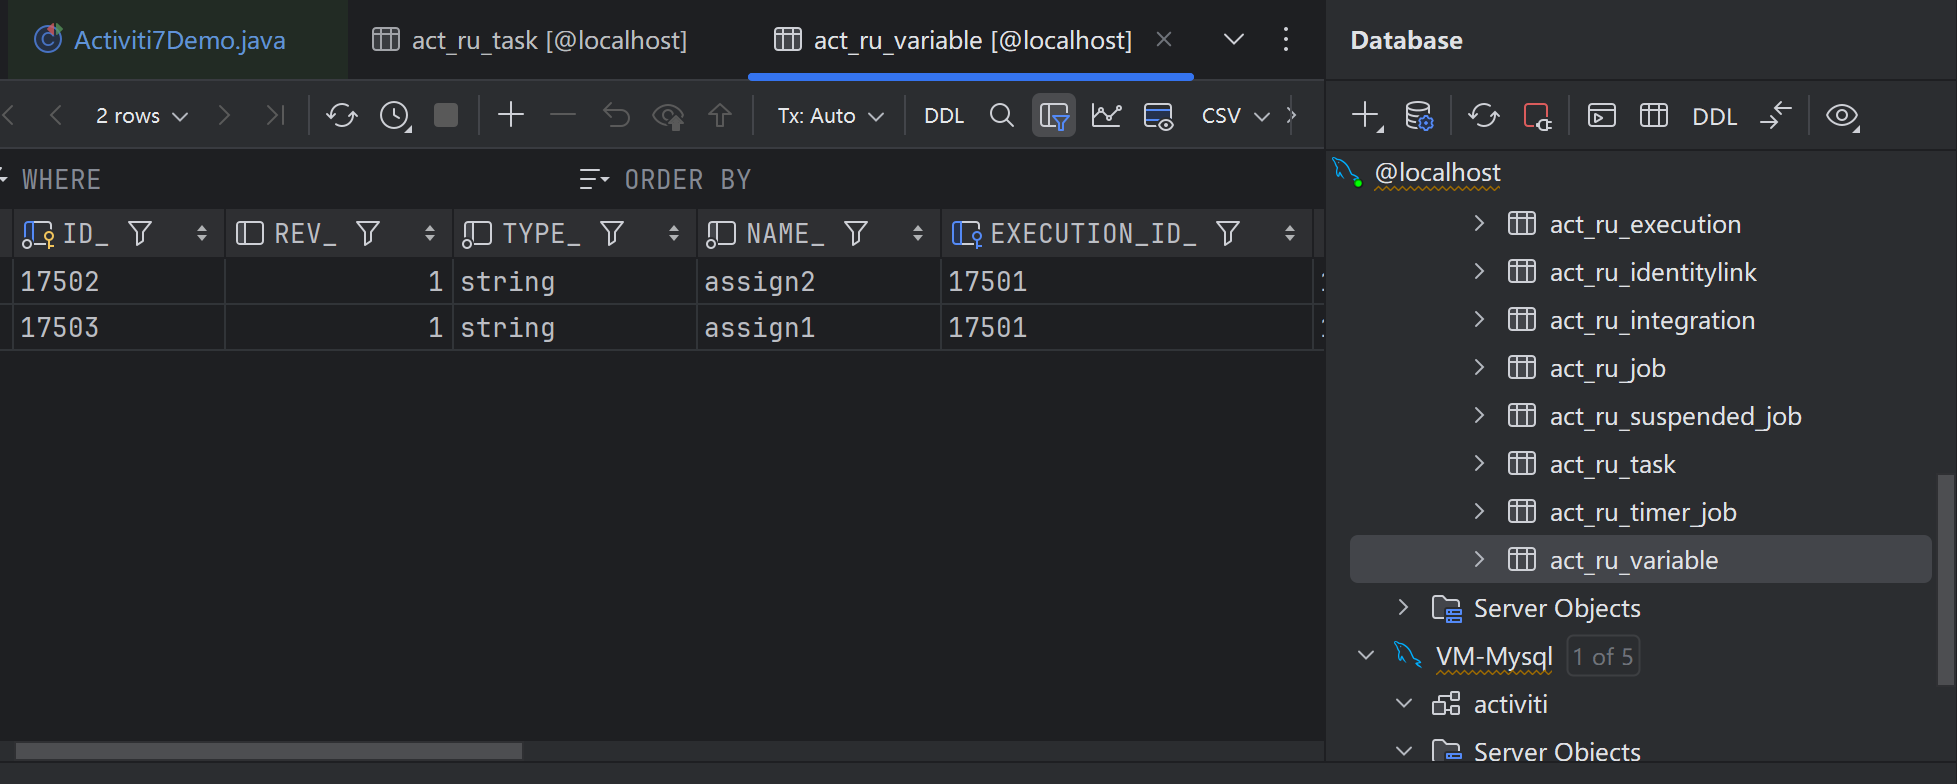 Activiti7Demo.java
act_ru_task [@localhost]
act_ru_variable [@localhost]
Database
2 rows
Tx: Auto
DDL
CSV
DDL
WHERE
ORDER BY
@localhost
ID_
REV_
TYPE_
NAME_
EXECUTION_ID_
17502
1
string
assign2
17501
17503
1
string
assign1
17501
act_ru_execution
act_ru_identitylink
act_ru_integration
act_ru_job
act_ru_suspended_job
act_ru_task
act_ru_timer_job
act_ru_variable
Server Objects
VM-Mysql 1 of 5
activiti
Server Objects